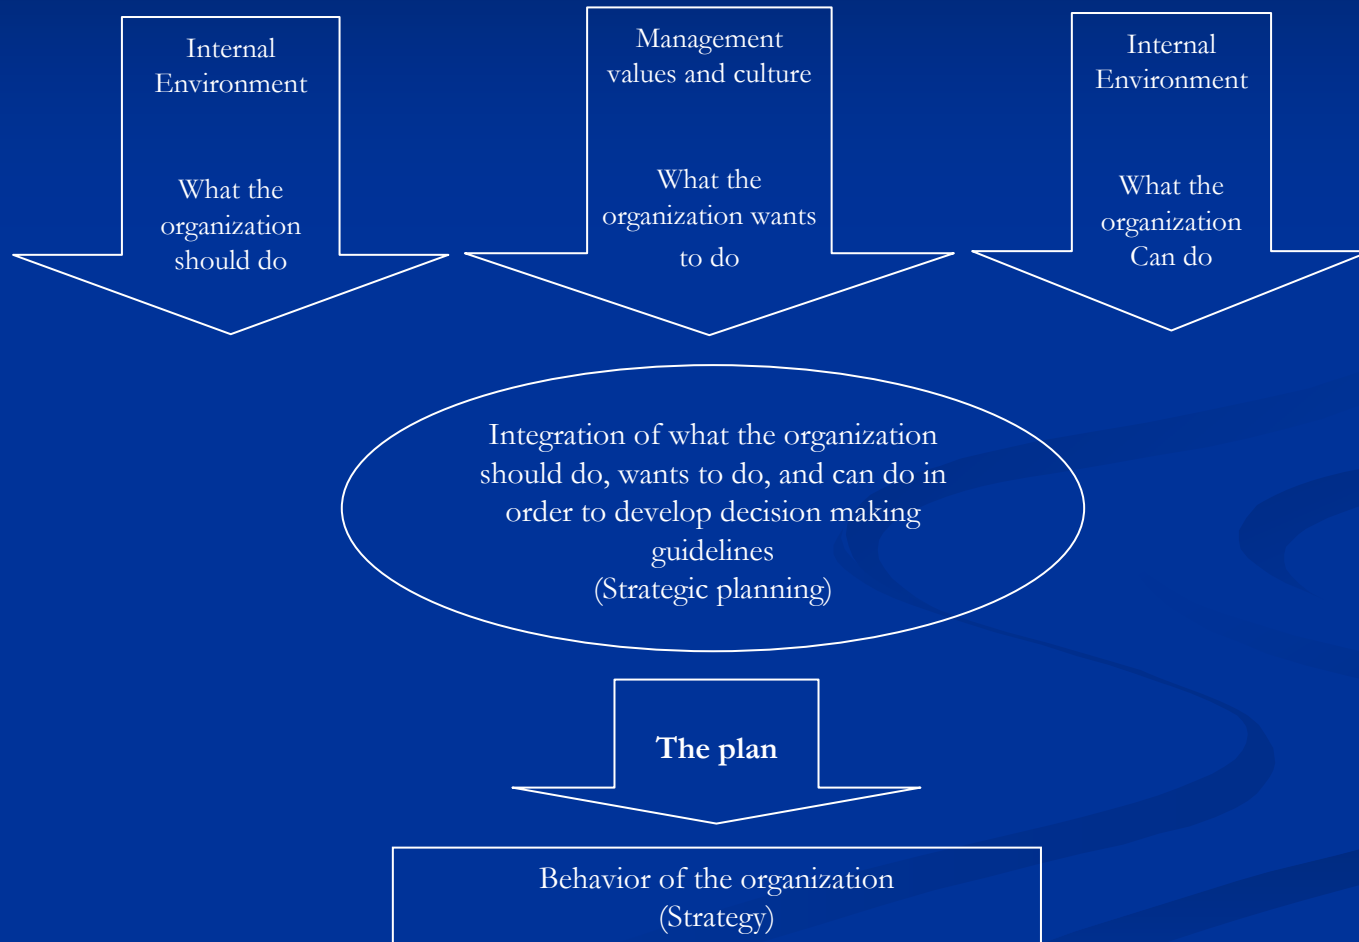 Internal
Environment
What the
organization
should do
Management
values and culture
What the
organization wants
to do
Internal
Environment
What the
organization
Can do
Integration of what the organization
should do, wants to do, and can do in
order to develop decision making
guidelines
(Strategic planning)
The plan
Behavior of the organization
(Strategy)